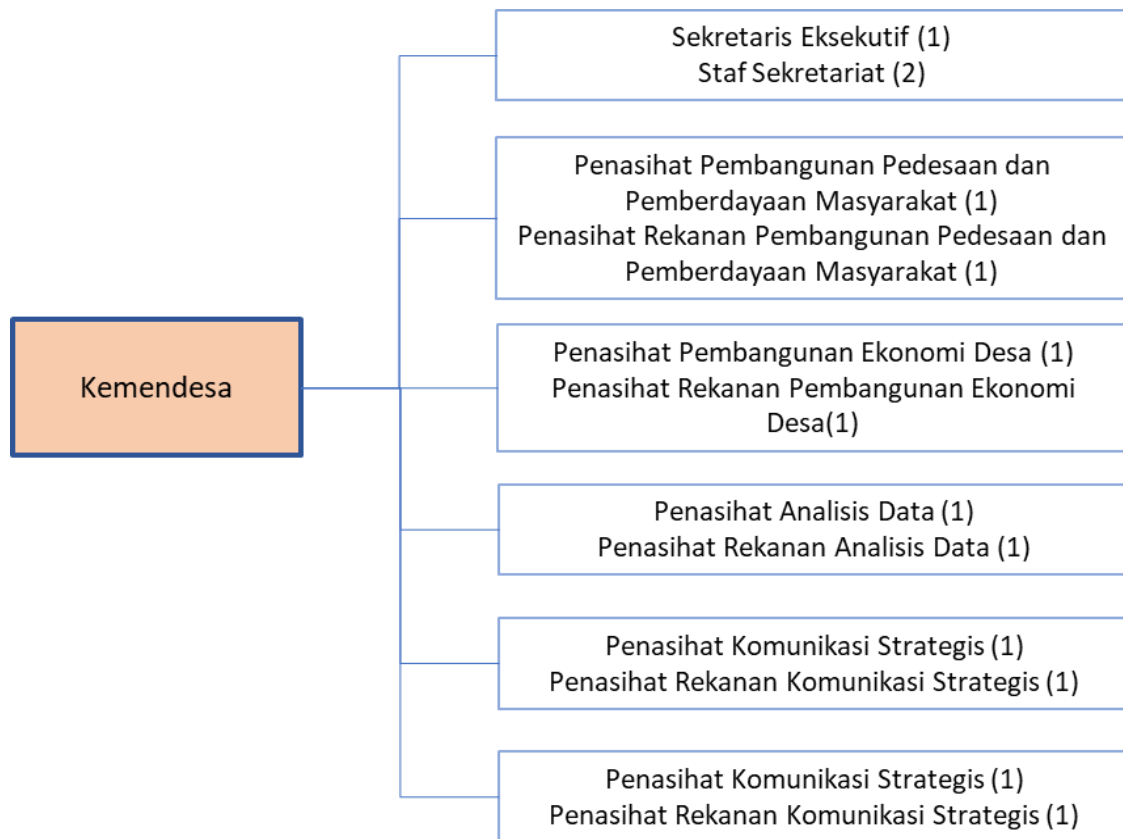 Sekretaris Eksekutif (1)
Staf Sekretariat (2)
Penasihat Pembangunan Pedesaan dan
Pemberdayaan Masyarakat (1)
Penasihat Rekanan Pembangunan Pedesaan dan
Pemberdayaan Masyarakat (1)
Kemendesa
Penasihat Pembangunan Ekonomi Desa (1)
Penasihat Rekanan Pembangunan Ekonomi
Desa(1)
Penasihat Analisis Data (1)
Penasihat Rekanan Analisis Data (1)
Penasihat Komunikasi Strategis (1)
Penasihat Rekanan Komunikasi Strategis (1)
Penasihat Komunikasi Strategis (1)
Penasihat Rekanan Komunikasi Strategis (1)